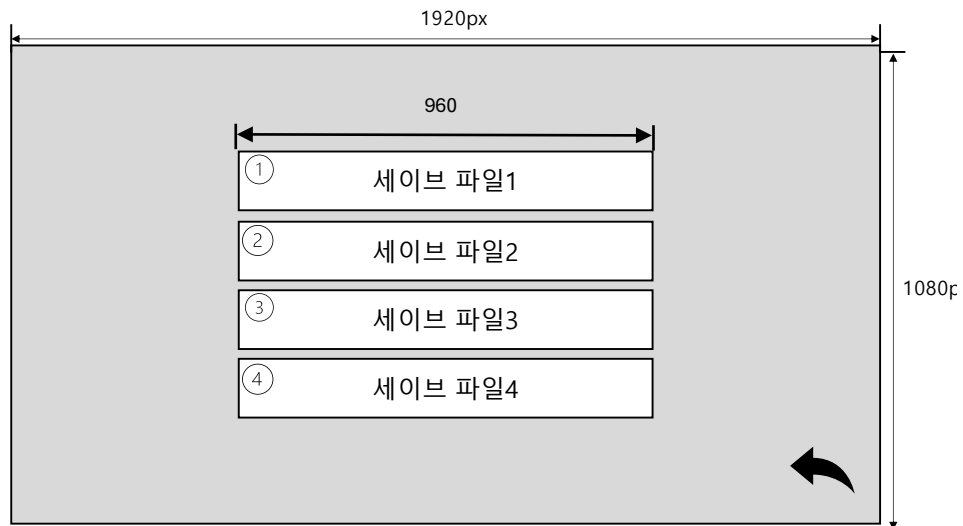 1920px
960
① 세이브 파일1
② 세이브 파일2
③ 세이브 파일3
1080p
④ 세이브 파일4